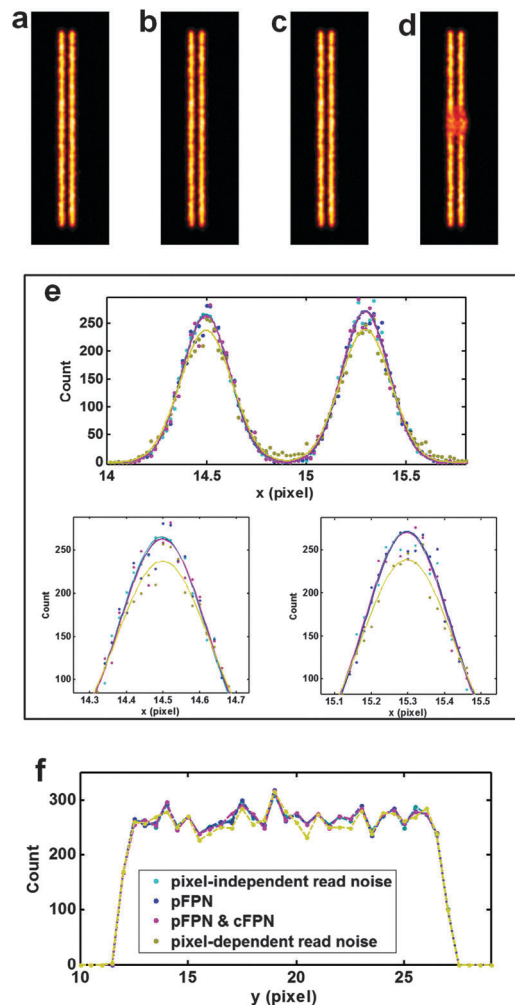 a b c d
e
250
200
150
100
50
0
Count
14 14.5 15 15.5
x (pixel)
250
200
150
100
Count
14.3 14.4 14.5 14.6 14.7
x (pixel)
250
200
150
100
Count
15.1 15.2 15.3 15.4 15.5
x (pixel)
f
300
200
100
0
Count
pixel-independent read noise
pFPN
pFPN & cFPN
pixel-dependent read noise
10 15 20 25
y (pixel)